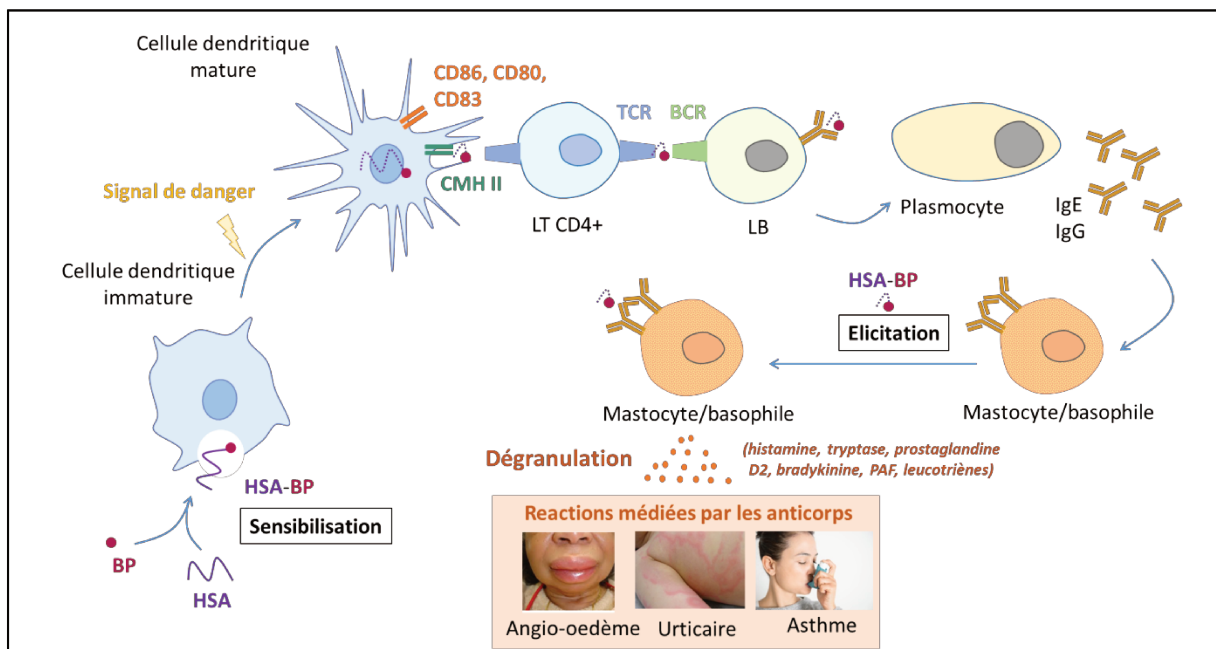 Cellule dendritique
mature
CD86, CD80,
CD83
TCR
BCR
CMH II
Signal de danger
LT CD4+
LB
Plasmocyte
IgE
IgG
Cellule dendritique
immature
HSA-BP
Elicitation
Mastocyte/basophile
Mastocyte/basophile
Dégranulation
(histamine, tryptase, prostaglandine
D2, bradykinine, PAF, leucotriènes)
HSA-BP
Sensibilisation
BP
HSA
Reactions médiées par les anticorps
Angio-oedème
Urticaire
Asthme